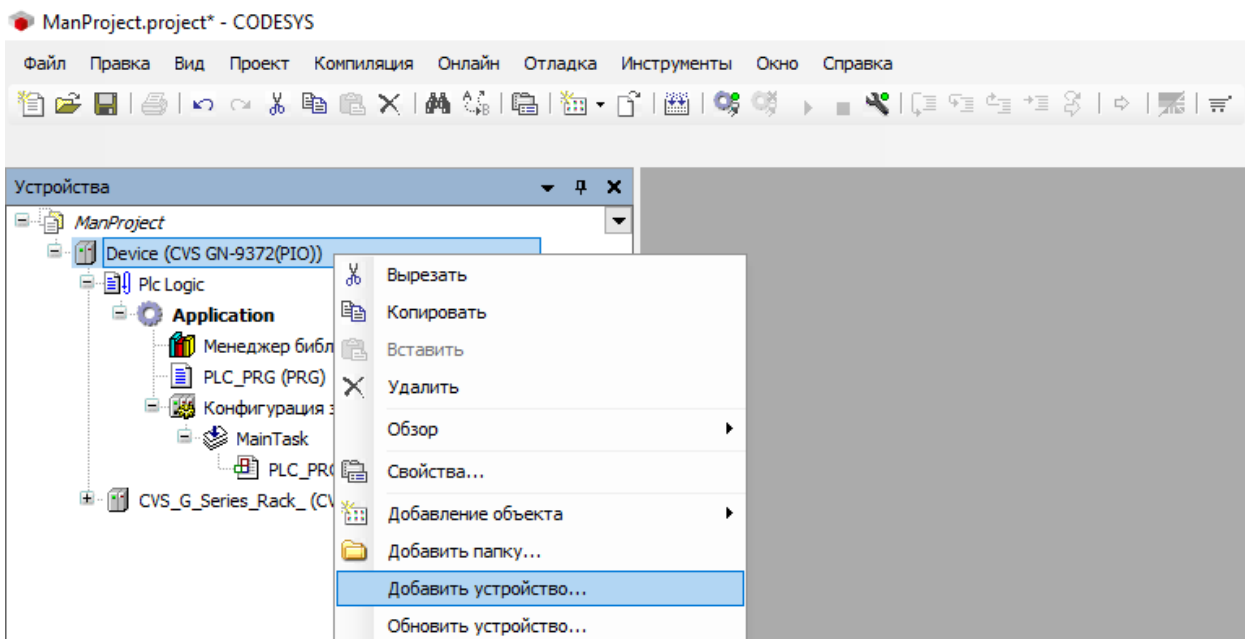 ManProject.project* - CODESYS
Файл Правка Вид Проект Компиляция Онлайн Отладка Инструменты Окно Справка
Устройства
ManProject
Device (CVS GN-9372(PIO))
Plc Logic
Application
Менеджер библ
PLC_PRG (PRG)
Конфигурация з
MainTask
PLC_PRG
CVS_G_Series_Rack_ (CV
Вырезать
Копировать
Вставить
Удалить
Обзор
Свойства...
Добавление объекта
Добавить папку...
Добавить устройство...
Обновить устройство...